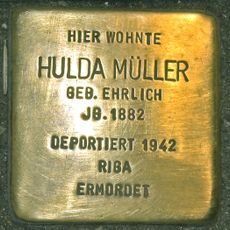 HIER WOHNTE
HULDA MÜLLER
GEB. EHRLICH
JG. 1882
DEPORTIERT 1942
RIGA
ERMORDET